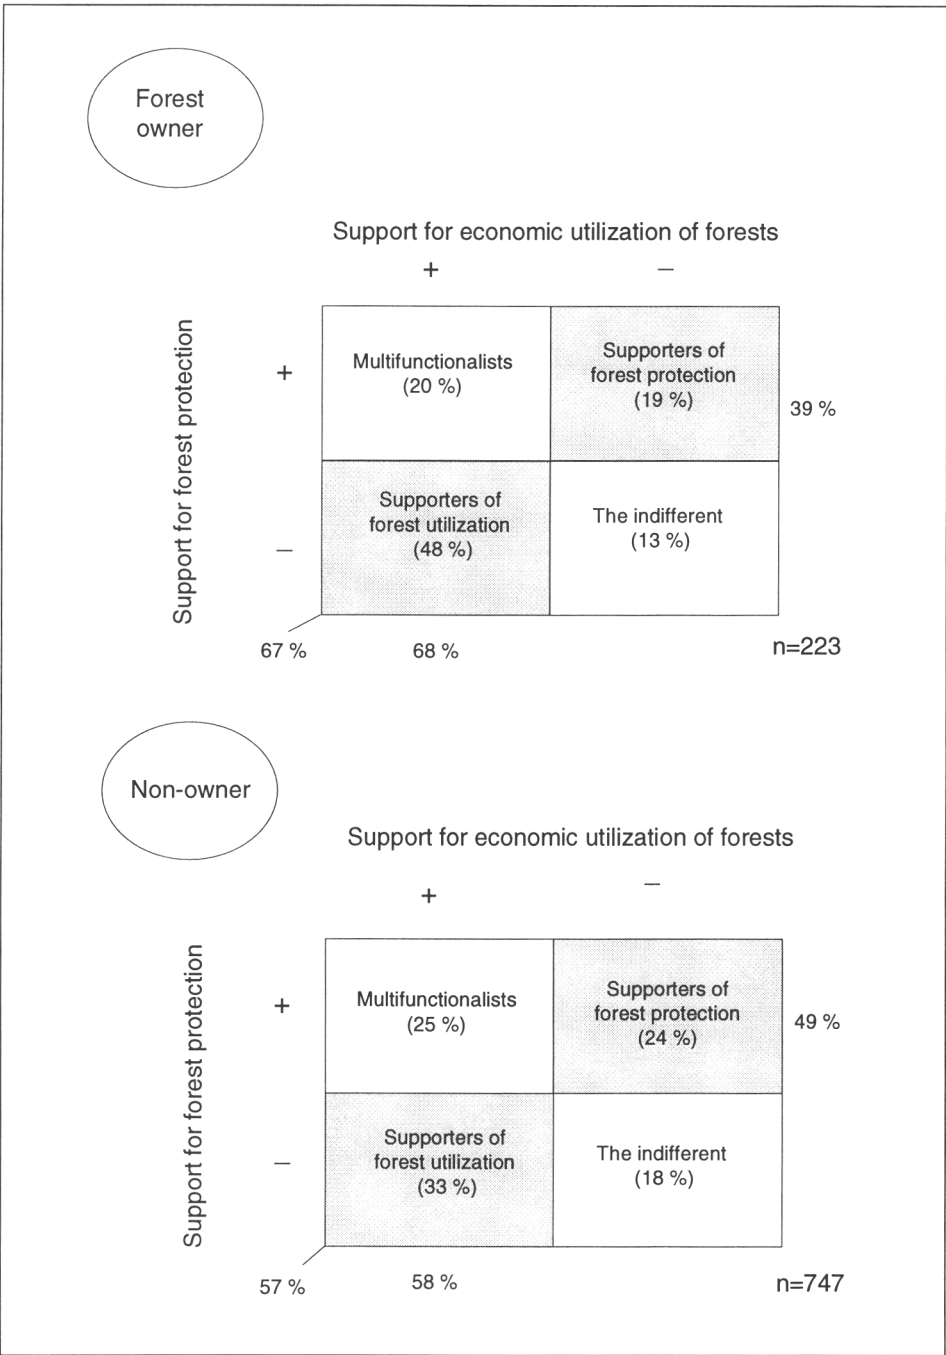 Forest
owner
Support for economic utilization of forests
+ −
Support for forest protection
+
Multifunctionalists
(20 %)
Supporters of
forest protection
(19 %)
39 %
−
Supporters of
forest utilization
(48 %)
The indifferent
(13 %)
67 %
68 %
n=223
Non-owner
Support for economic utilization of forests
+ −
Support for forest protection
+
Multifunctionalists
(25 %)
Supporters of
forest protection
(24 %)
49 %
−
Supporters of
forest utilization
(33 %)
The indifferent
(18 %)
57 %
58 %
n=747